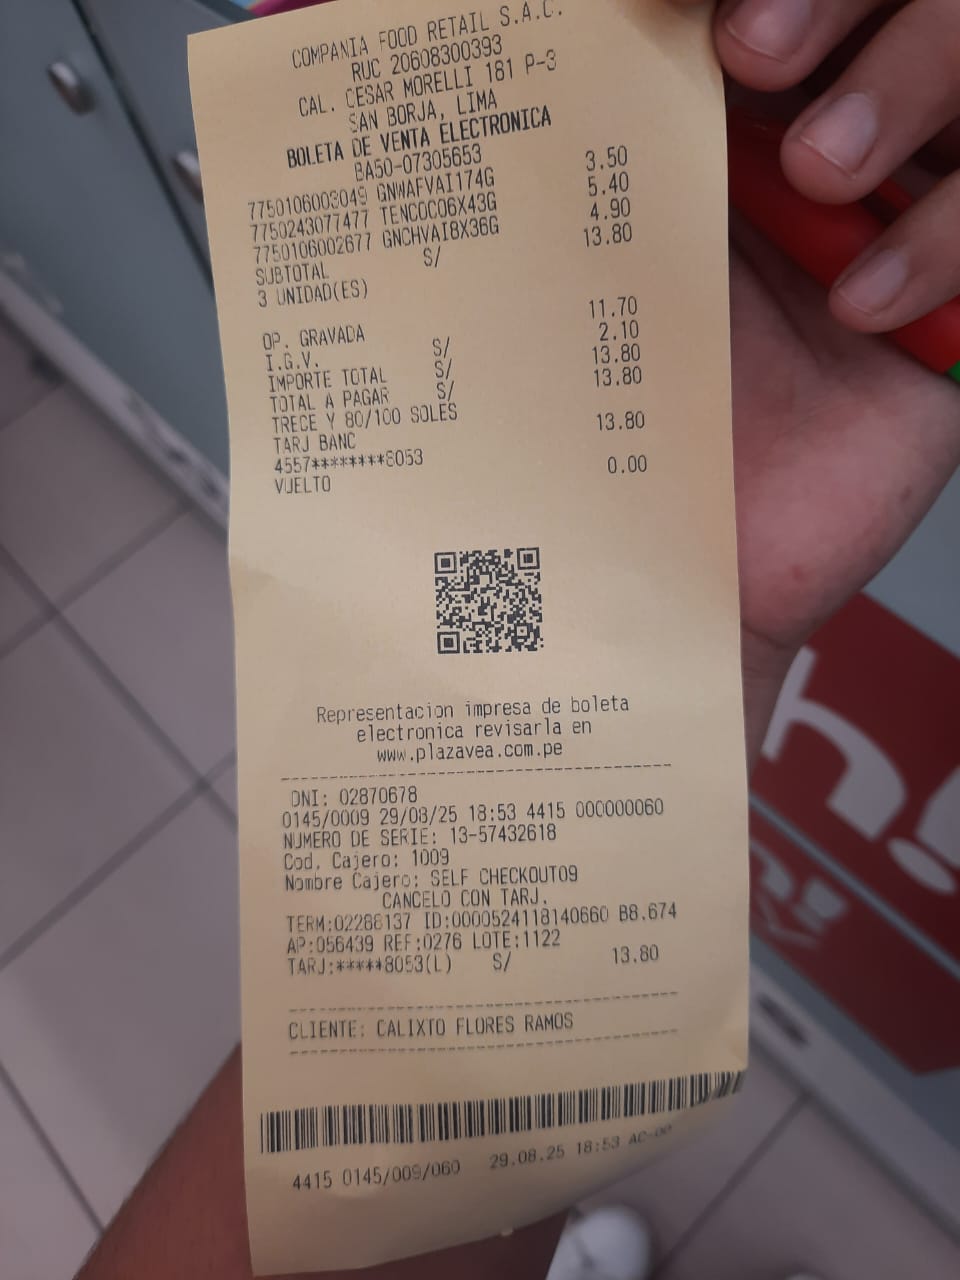 COMPANIA FOOD RETAIL S.A.C.
RUC 20608300393
CAL. CESAR MORELLI 181 P-3
SAN BORJA, LIMA
BOLETA DE VENTA ELECTRONICA
BA50-07305653
7750106003049 GNWAFVAI174G 3.50
7750243077477 TENCOCO6X43G 5.40
7750106002677 GNCHVAI8X36G 4.90
SUBTOTAL S/ 13.80
3 UNIDAD(ES)
OP. GRAVADA 11.70
I.G.V. S/ 2.10
IMPORTE TOTAL S/ 13.80
TOTAL A PAGAR S/ 13.80
TRECE Y 80/100 SOLES
TARJ BANC 13.80
4557********8053
VUELTO 0.00
Representacion impresa de boleta
electronica revisarla en
www.plazavea.com.pe
DNI: 02870678
0145/0009 29/08/25 18:53 4415 000000060
NUMERO DE SERIE: 13-57432618
Cod. Cajero: 1009
Nombre Cajero: SELF CHECKOUT09
CANCELO CON TARJ.
TERM:02288137 ID:0000524118140660 B8.674
AP:056439 REF:0276 LOTE:1122
TARJ:*****8053(L) S/ 13.80
CLIENTE: CALIXTO FLORES RAMOS
4415 0145/009/060 29.08.25 18:53